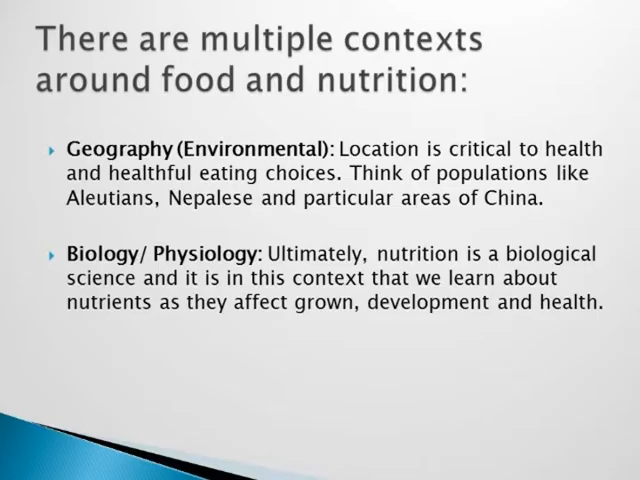 There are multiple contexts
around food and nutrition:
Geography (Environmental): Location is critical to health
and healthful eating choices. Think of populations like
Aleutians, Nepalese and particular areas of China.
Biology/ Physiology: Ultimately, nutrition is a biological
science and it is in this context that we learn about
nutrients as they affect grown, development and health.